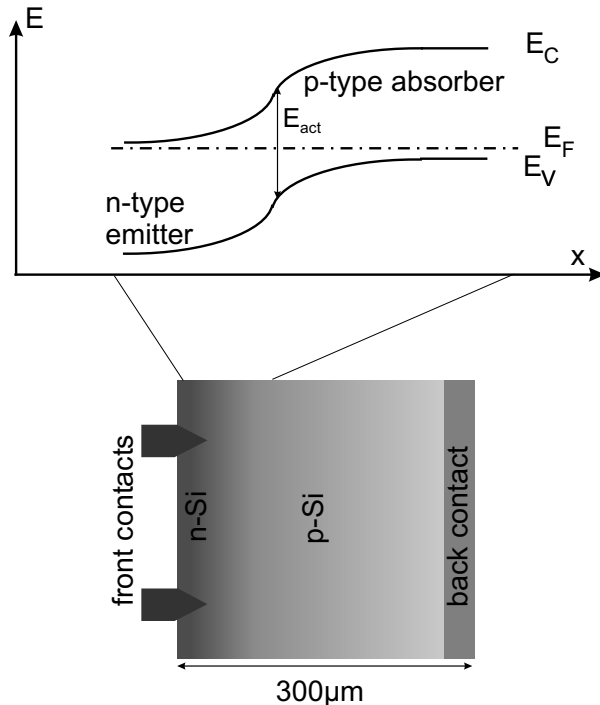 E
E_C
p-type absorber
E_act
E_F
E_V
n-type
emitter
x
front contacts
n-Si
p-Si
back contact
300µm